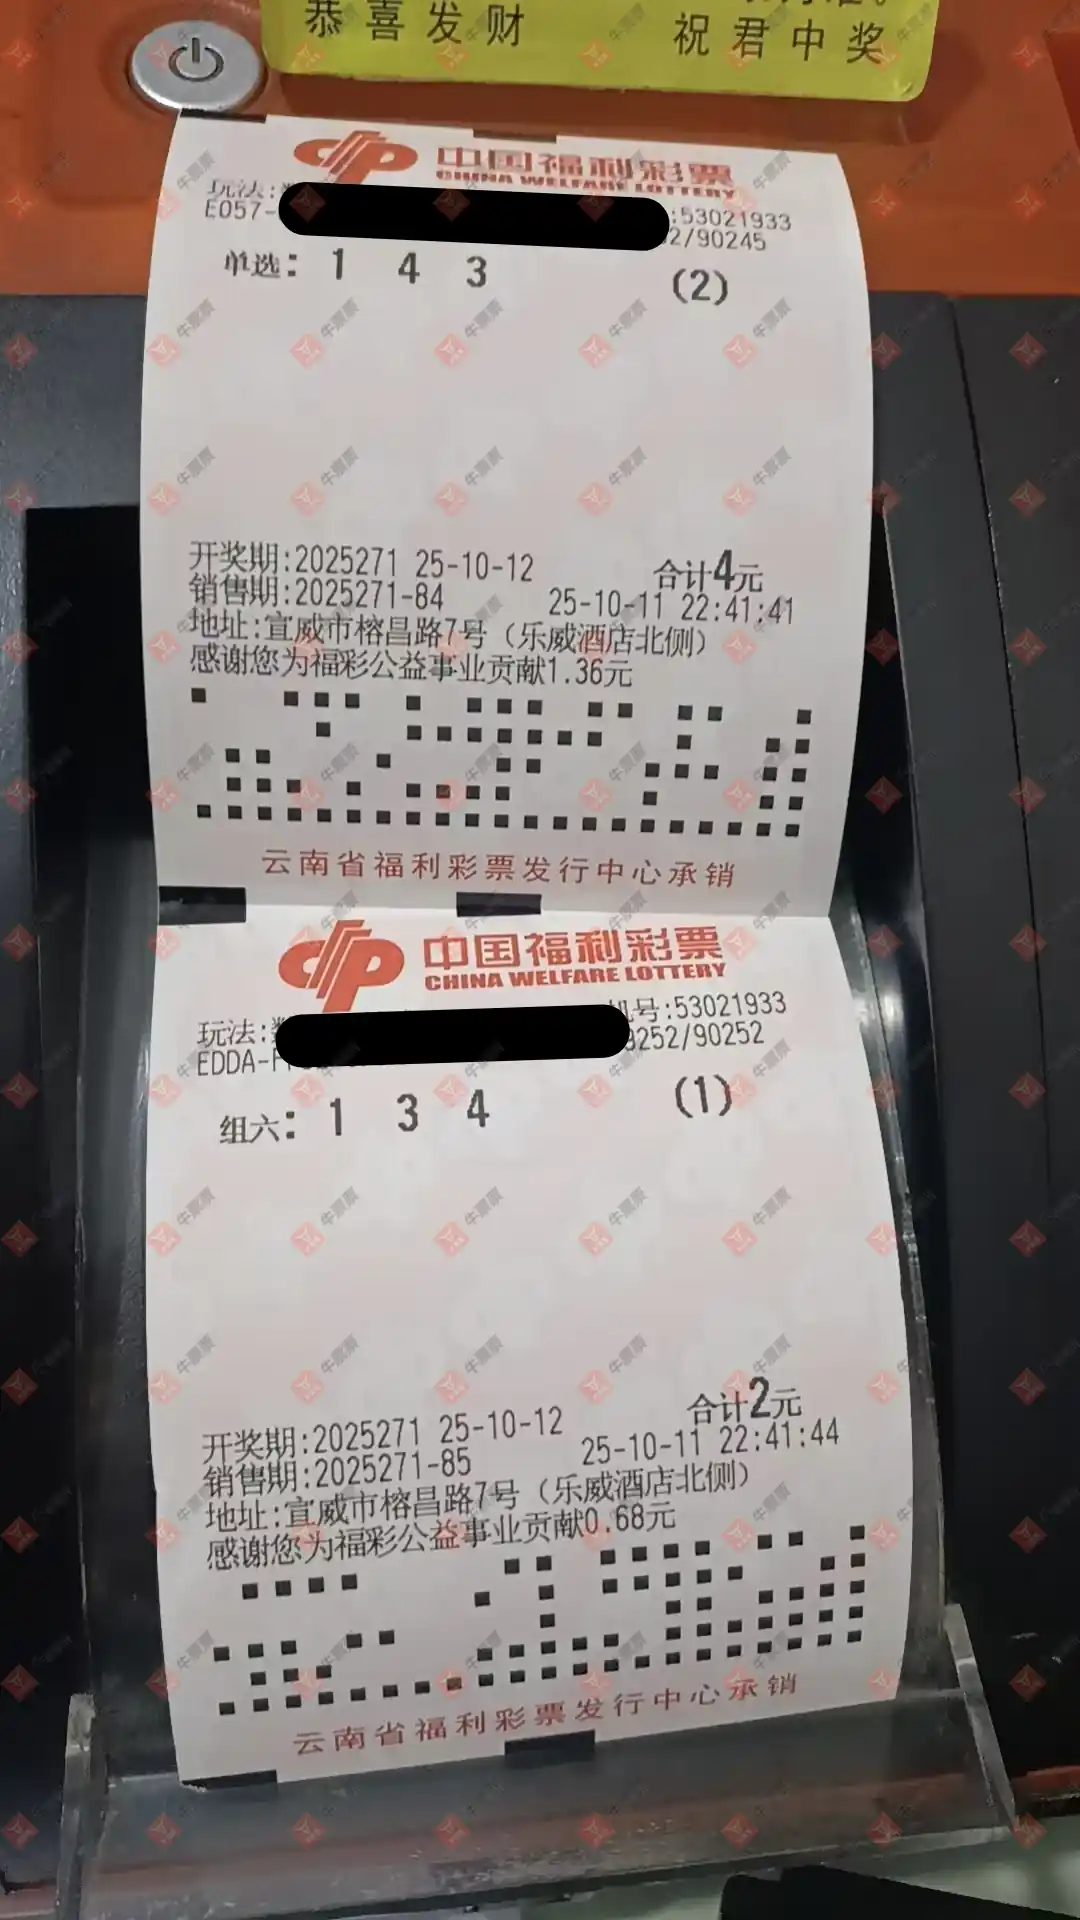 恭喜发财 祝君中奖
中国福利彩票
CHINA WELFARE LOTTERY
玩法: :53021933
E057- 2/90245
单选: 1 4 3 (2)
开奖期:2025271 25-10-12 合计4元
销售期:2025271-84 25-10-11 22:41:41
地址:宣威市榕昌路7号（乐威酒店北侧）
感谢您为福彩公益事业贡献1.36元
云南省福利彩票发行中心承销
中国福利彩票
CHINA WELFARE LOTTERY
玩法: 机号:53021933
EDDA- 9252/90252
组六: 1 3 4 (1)
开奖期:2025271 25-10-12 合计2元
销售期:2025271-85 25-10-11 22:41:44
地址:宣威市榕昌路7号（乐威酒店北侧）
感谢您为福彩公益事业贡献0.68元
云南省福利彩票发行中心承销
牛票票